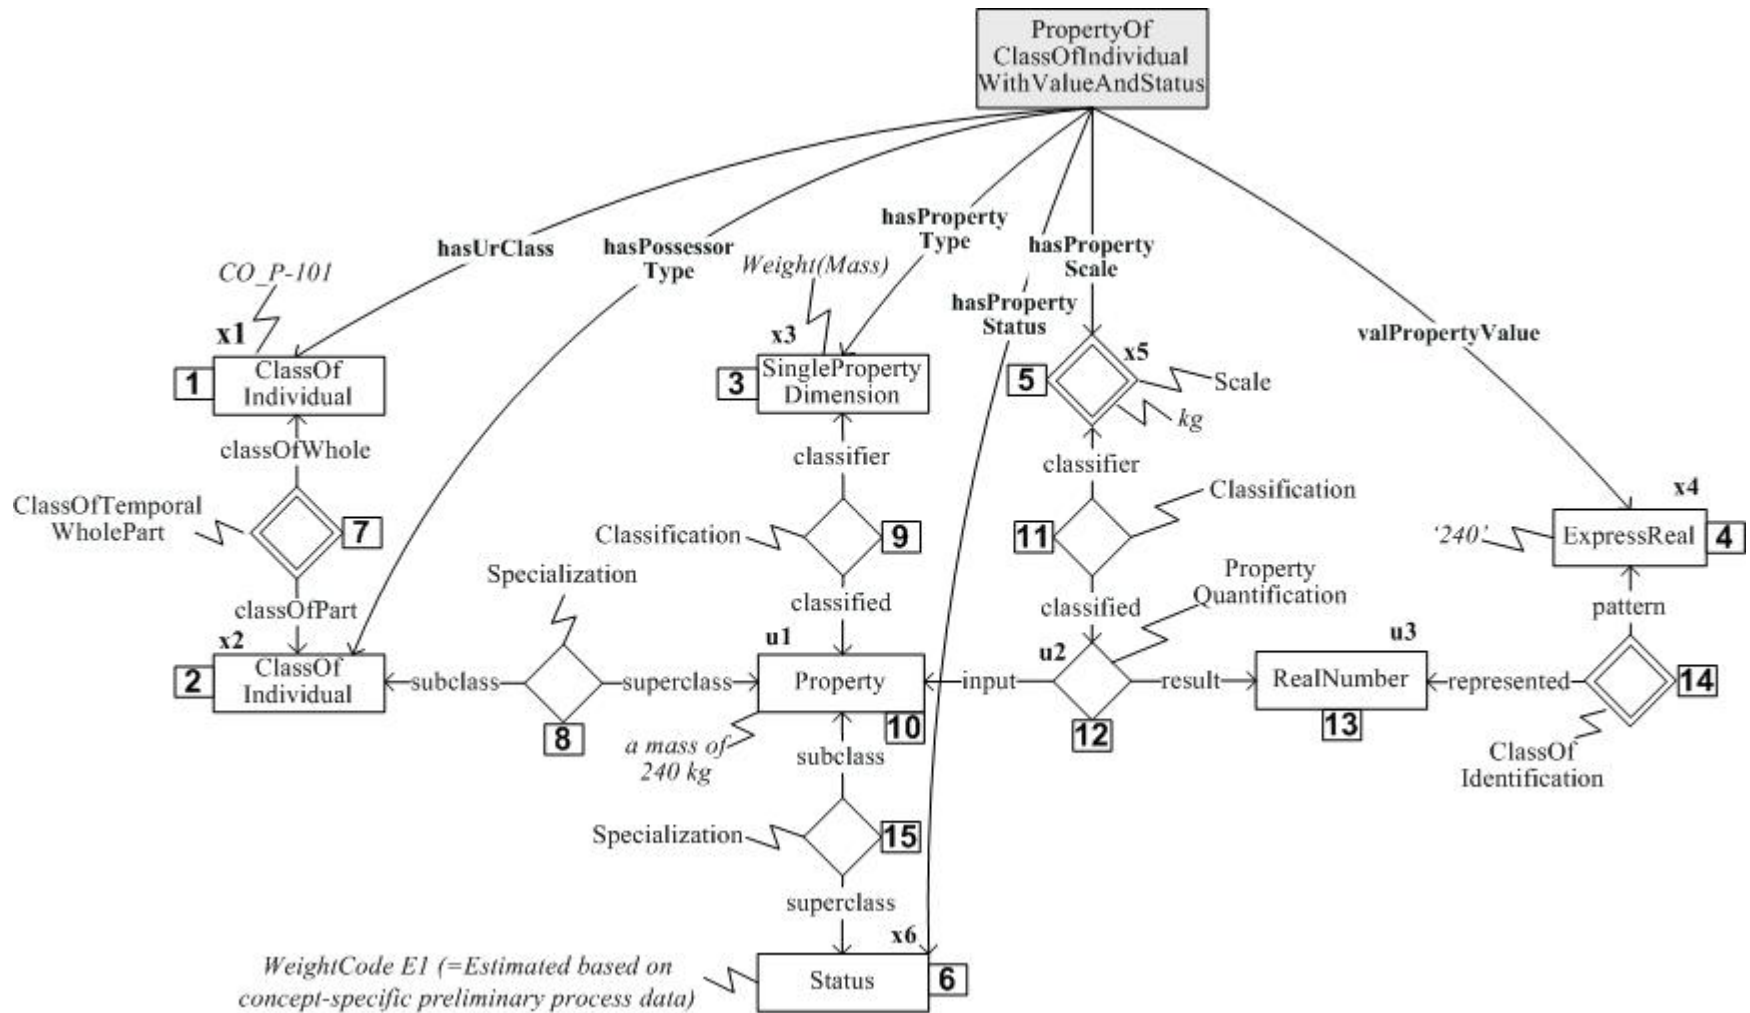 PropertyOf
ClassOfIndividual
WithValueAndStatus
hasUrClass
hasPossessor
Type
hasProperty
Type
hasProperty
Scale
hasProperty
Status
valPropertyValue
CO_P-101
x1
1
ClassOf
Individual
Weight(Mass)
x3
3
SingleProperty
Dimension
x5
5
Scale
kg
classOfWhole
classifier
classifier
ClassOfTemporal
WholePart
7
Classification
9
11
Classification
x4
'240'
ExpressReal
4
Specialization
classOfPart
classified
classified
Property
Quantification
pattern
x2
2
ClassOf
Individual
subclass
superclass
8
u1
Property
10
a mass of
240 kg
input
u2
12
result
u3
RealNumber
13
represented
14
ClassOf
Identification
subclass
Specialization
15
superclass
x6
WeightCode E1 (=Estimated based on
concept-specific preliminary process data)
Status
6